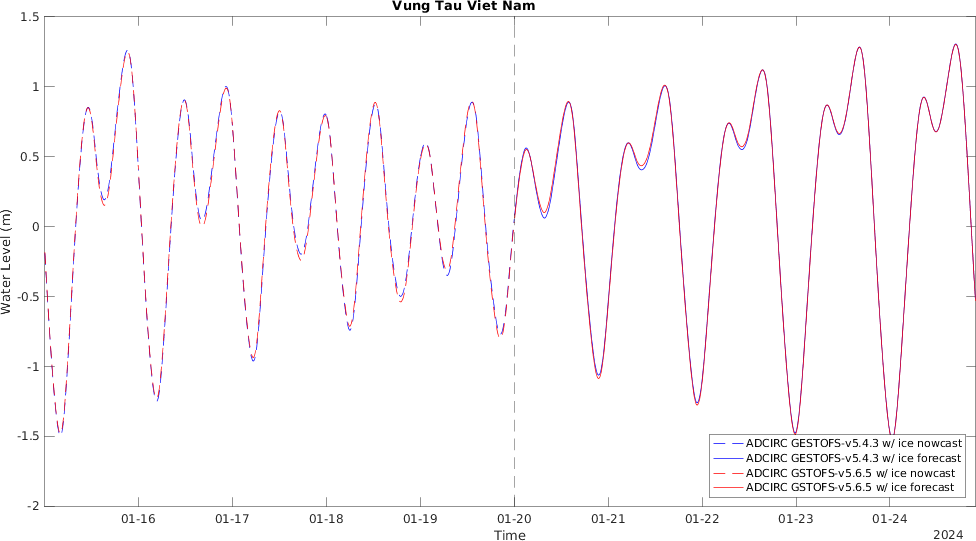 Vung Tau Viet Nam
1.5
1
0.5
0
-0.5
-1
-1.5
-2
Water Level (m)
ADCIRC GESTOFS-v5.4.3 w/ ice nowcast
ADCIRC GESTOFS-v5.4.3 w/ ice forecast
ADCIRC GSTOFS-v5.6.5 w/ ice nowcast
ADCIRC GSTOFS-v5.6.5 w/ ice forecast
01-16 01-17 01-18 01-19 01-20 01-21 01-22 01-23 01-24
Time
2024